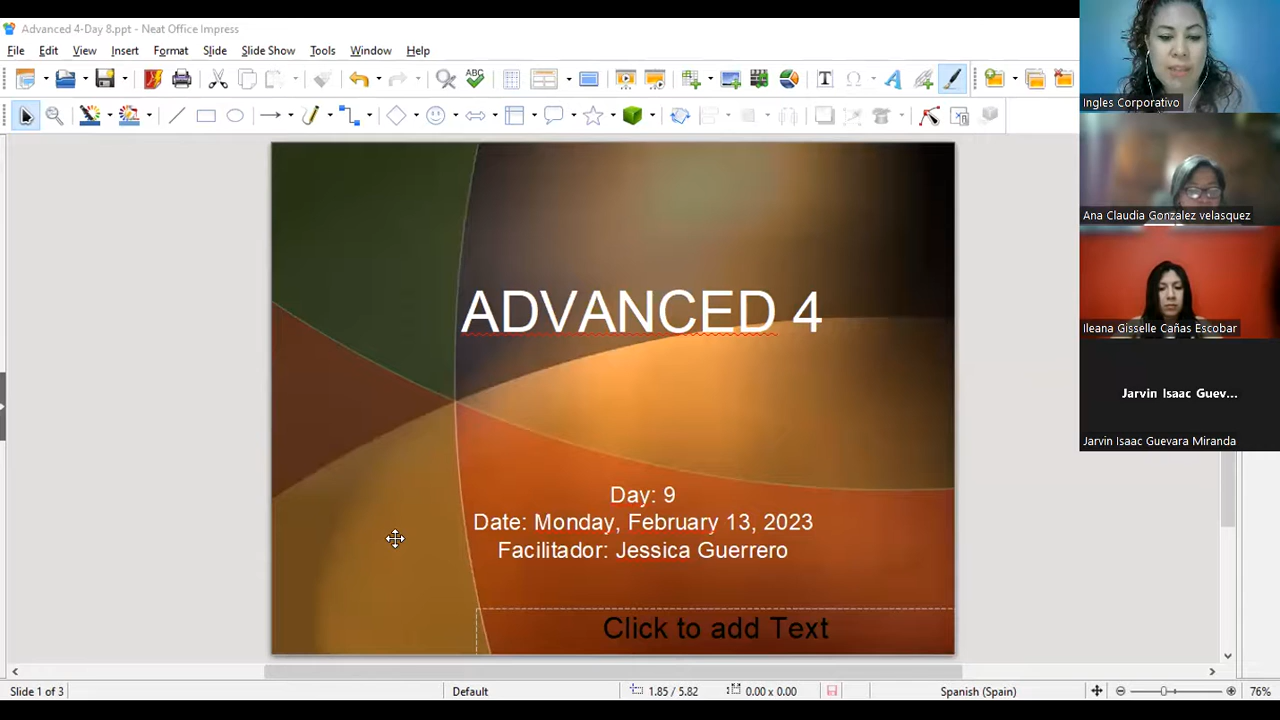 Advanced 4-Day 8.ppt - Neat Office Impress
File Edit View Insert Format Slide Slide Show Tools Window Help
ABC
T
Ω
A
ADVANCED 4
Day: 9
Date: Monday, February 13, 2023
Facilitador: Jessica Guerrero
Click to add Text
Slide 1 of 3
Default
1.85 / 5.82
0.00 x 0.00
Spanish (Spain)
76%
Ingles Corporativo
Ana Claudia Gonzalez velasquez
Ileana Gisselle Cañas Escobar
Jarvin Isaac Guev...
Jarvin Isaac Guevara Miranda